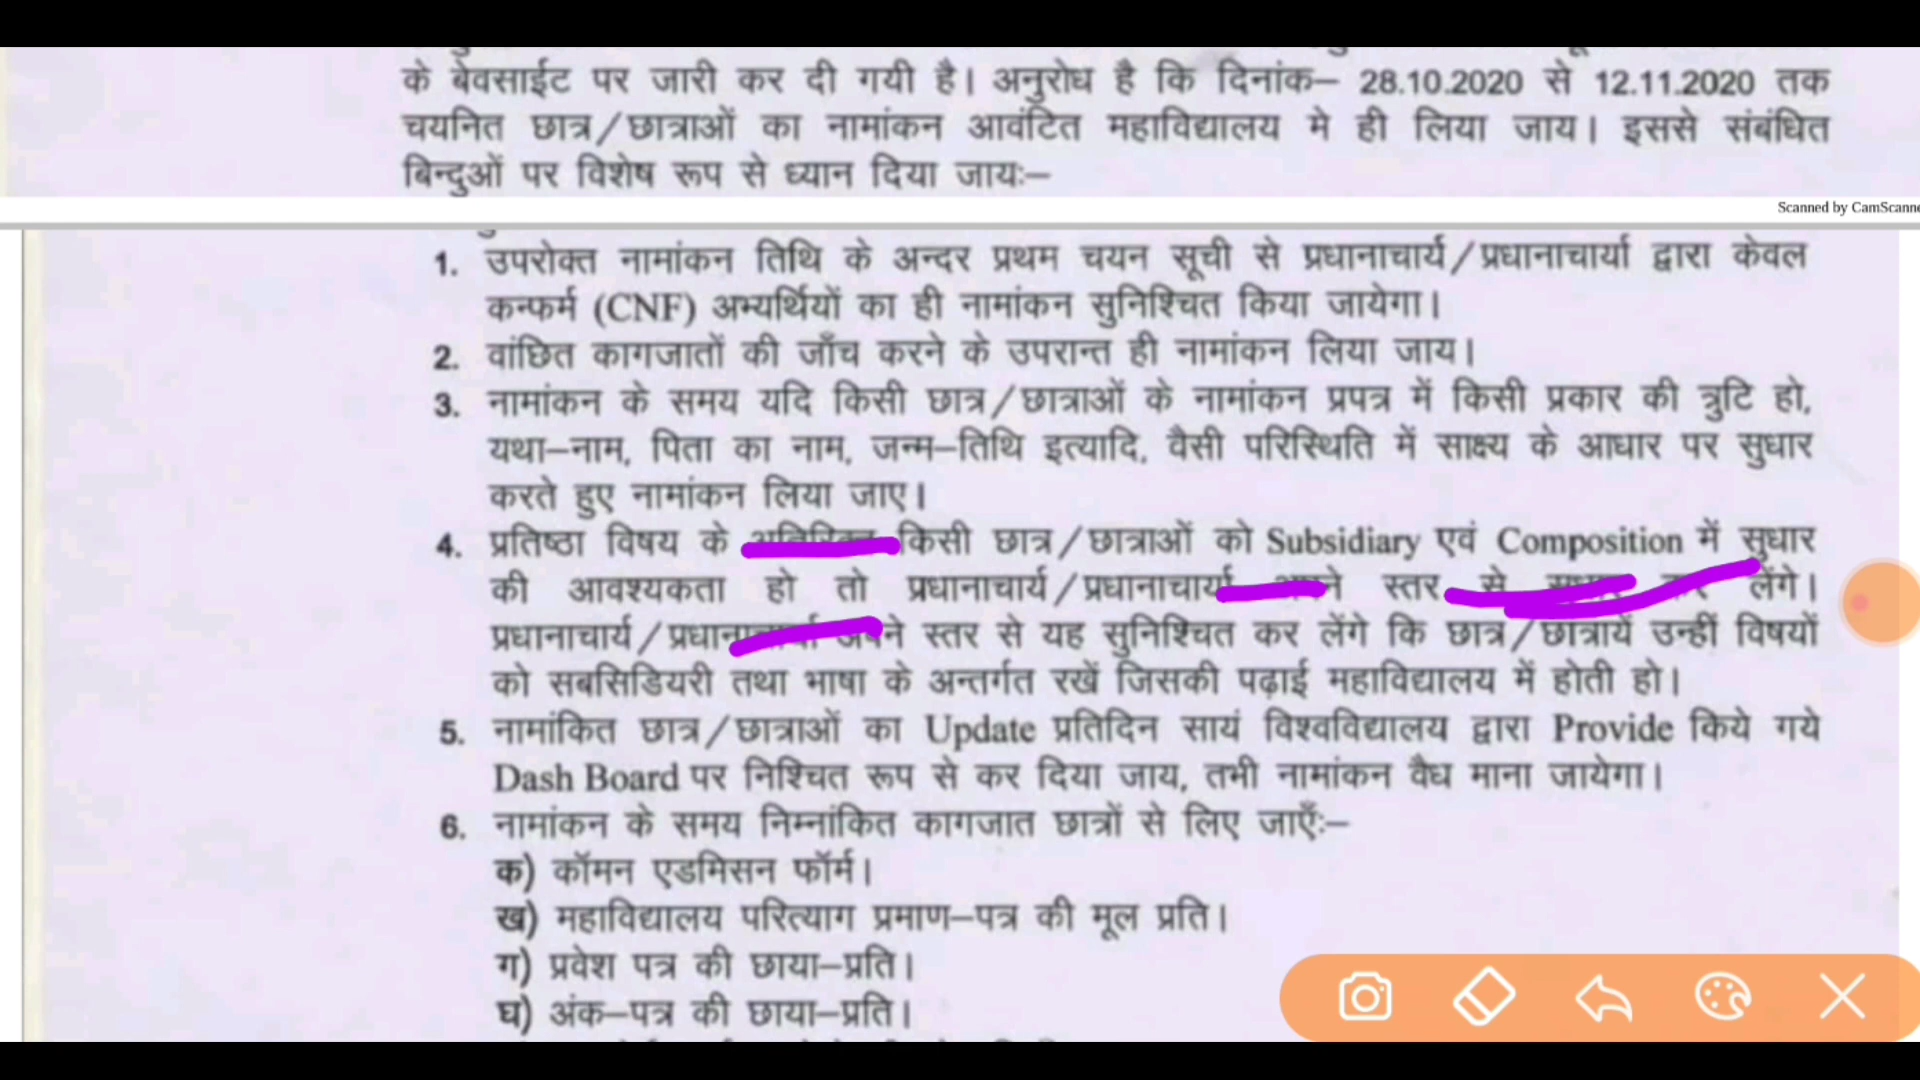 के बेवसाईट पर जारी कर दी गयी है। अनुरोध है कि दिनांक– 28.10.2020 से 12.11.2020 तक
चयनित छात्र/छात्राओं का नामांकन आवंटित महाविद्यालय मे ही लिया जाय। इससे संबंधित
बिन्दुओं पर विशेष रूप से ध्यान दिया जायः–
Scanned by CamScanne
1. उपरोक्त नामांकन तिथि के अन्दर प्रथम चयन सूची से प्रधानाचार्य/प्रधानाचार्या द्वारा केवल
कन्फर्म (CNF) अभ्यर्थियों का ही नामांकन सुनिश्चित किया जायेगा।
2. वांछित कागजातों की जाँच करने के उपरान्त ही नामांकन लिया जाय।
3. नामांकन के समय यदि किसी छात्र/छात्राओं के नामांकन प्रपत्र में किसी प्रकार की त्रुटि हो,
यथा–नाम, पिता का नाम, जन्म–तिथि इत्यादि, वैसी परिस्थिति में साक्ष्य के आधार पर सुधार
करते हुए नामांकन लिया जाए।
4. प्रतिष्ठा विषय के अतिरिक्त किसी छात्र/छात्राओं को Subsidiary एवं Composition में सुधार
की आवश्यकता हो तो प्रधानाचार्य/प्रधानाचार्या अपने स्तर से सुधार कर लेंगे।
प्रधानाचार्य/प्रधानाचार्या अपने स्तर से यह सुनिश्चित कर लेंगे कि छात्र/छात्रायें उन्हीं विषयों
को सबसिडियरी तथा भाषा के अन्तर्गत रखें जिसकी पढ़ाई महाविद्यालय में होती हो।
5. नामांकित छात्र/छात्राओं का Update प्रतिदिन सायं विश्वविद्यालय द्वारा Provide किये गये
Dash Board पर निश्चित रूप से कर दिया जाय, तभी नामांकन वैध माना जायेगा।
6. नामांकन के समय निम्नांकित कागजात छात्रों से लिए जाएँः–
क) कॉमन एडमिसन फॉर्म।
ख) महाविद्यालय परित्याग प्रमाण–पत्र की मूल प्रति।
ग) प्रवेश पत्र की छाया–प्रति।
घ) अंक–पत्र की छाया–प्रति।